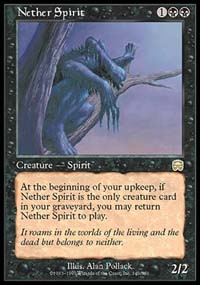 Nether Spirit 1
Creature — Spirit
At the beginning of your upkeep, if
Nether Spirit is the only creature card
in your graveyard, you may return
Nether Spirit to play.
It roams in the worlds of the living and the
dead but belongs to neither.
Illus. Alan Pollack
2/2